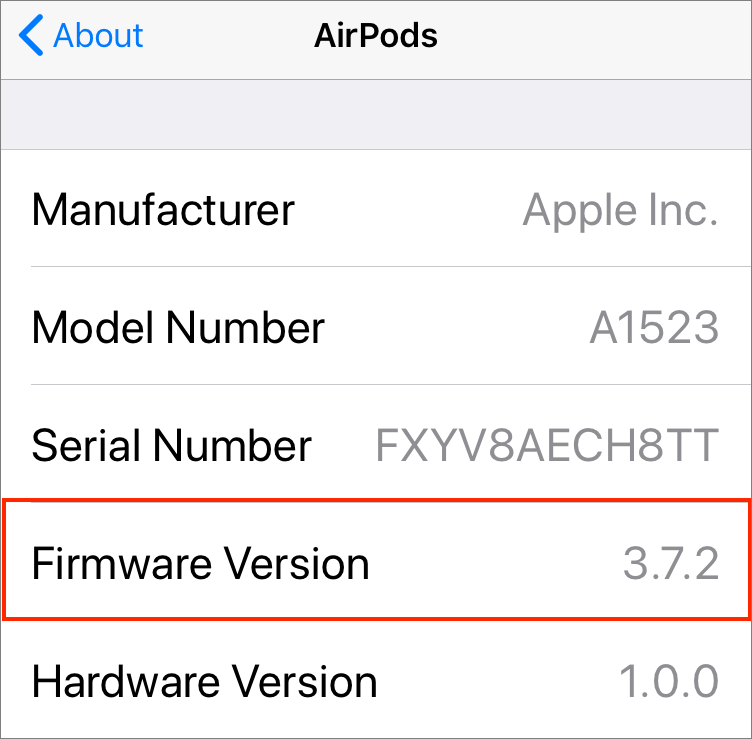 About AirPods
Manufacturer Apple Inc.
Model Number A1523
Serial Number FXYV8AECH8TT
Firmware Version 3.7.2
Hardware Version 1.0.0